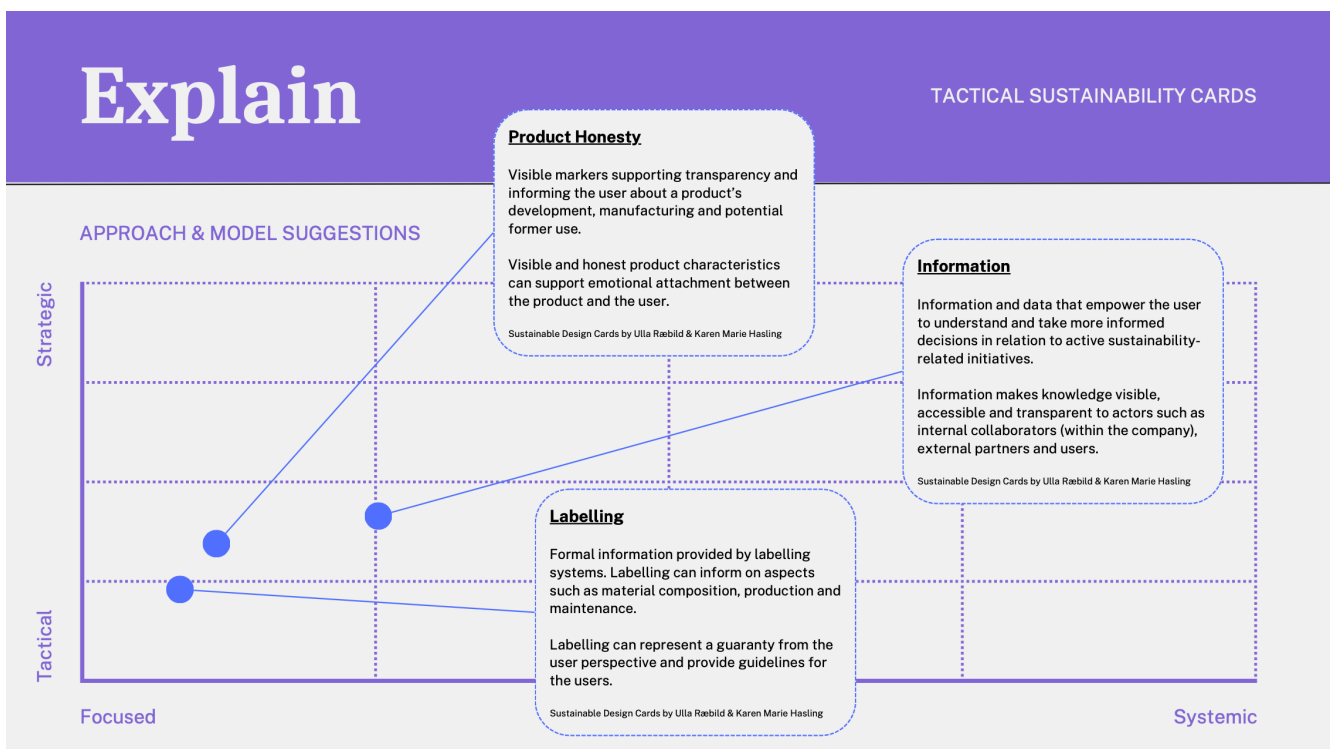 Explain
TACTICAL SUSTAINABILITY CARDS
Product Honesty
Visible markers supporting transparency and
informing the user about a product's
development, manufacturing and potential
former use.
Visible and honest product characteristics
can support emotional attachment between
the product and the user.
Sustainable Design Cards by Ulla Ræbild & Karen Marie Hasling
APPROACH & MODEL SUGGESTIONS
Information
Information and data that empower the user
to understand and take more informed
decisions in relation to active sustainability-
related initiatives.
Information makes knowledge visible,
accessible and transparent to actors such as
internal collaborators (within the company),
external partners and users.
Sustainable Design Cards by Ulla Ræbild & Karen Marie Hasling
Strategic
Labelling
Formal information provided by labelling
systems. Labelling can inform on aspects
such as material composition, production and
maintenance.
Labelling can represent a guaranty from the
user perspective and provide guidelines for
the users.
Sustainable Design Cards by Ulla Ræbild & Karen Marie Hasling
Tactical
Focused
Systemic